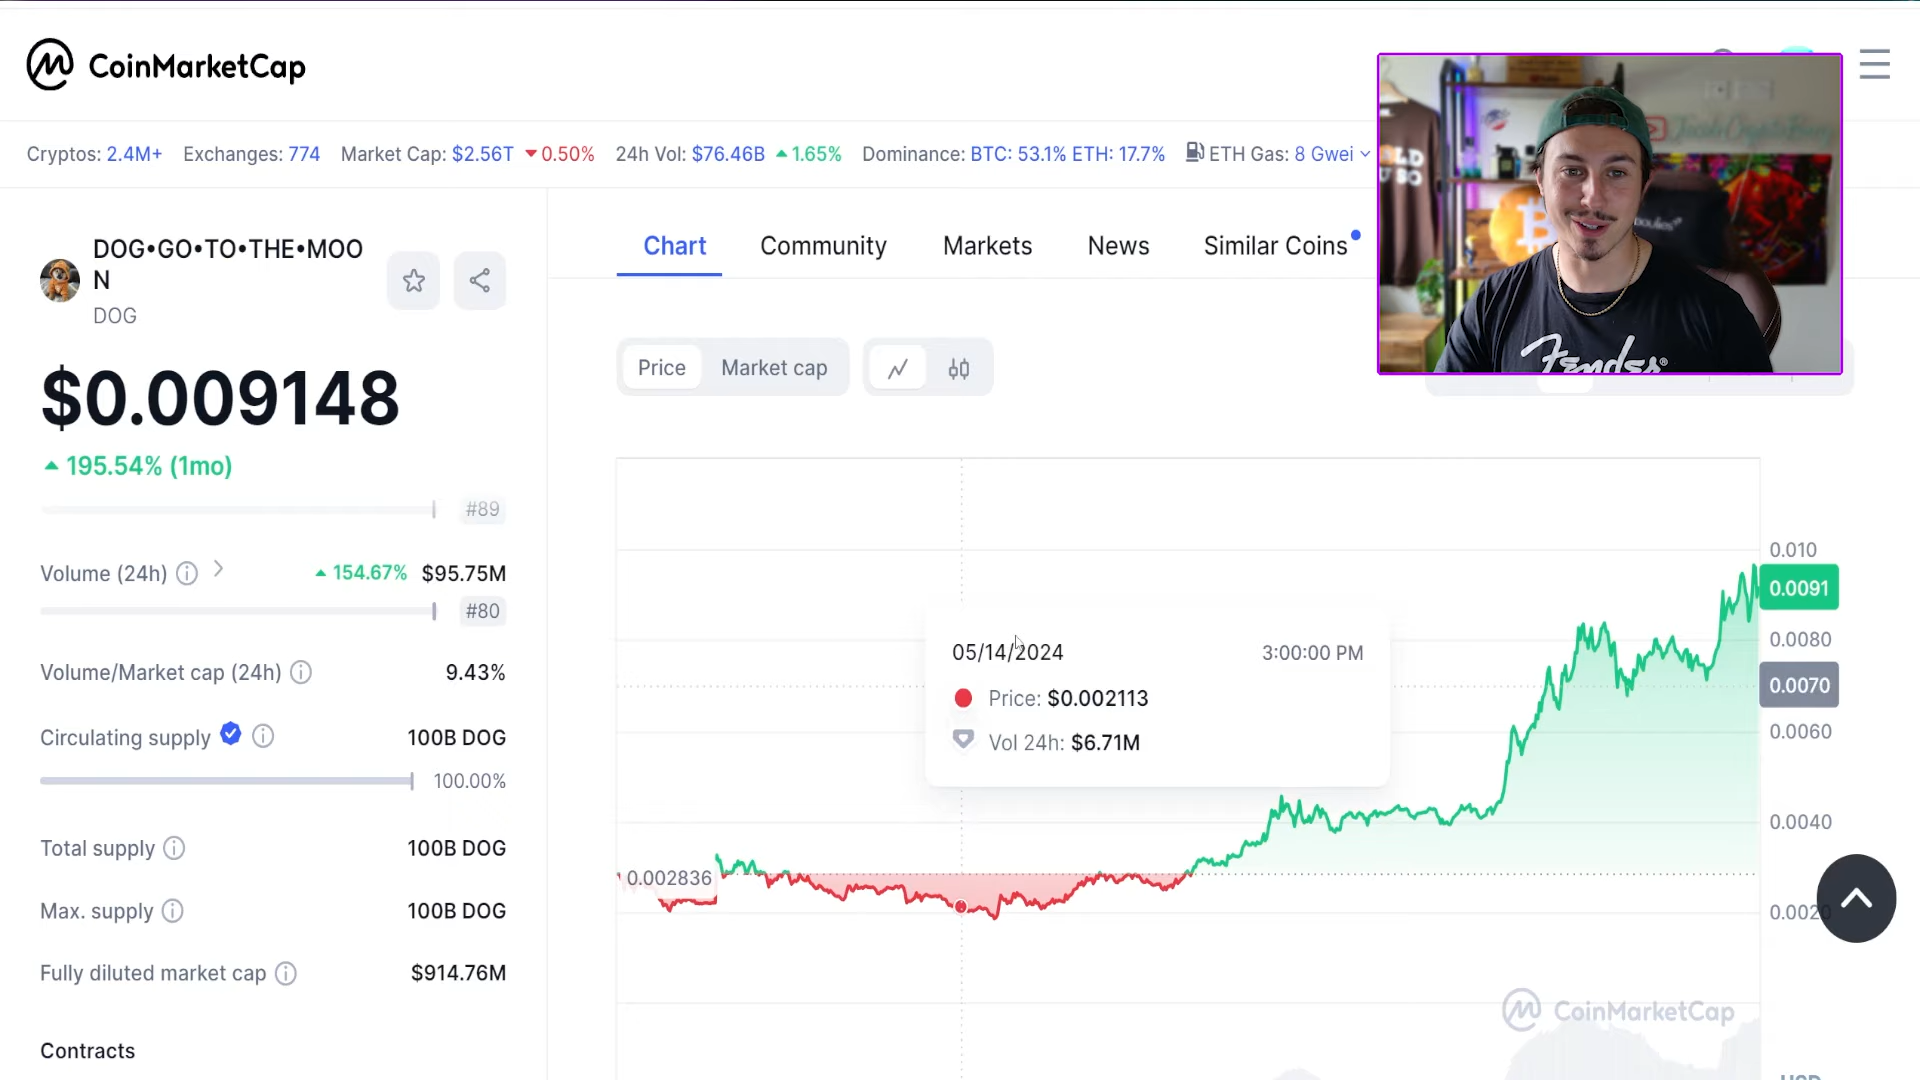 CoinMarketCap
Cryptos: 2.4M+ Exchanges: 774 Market Cap: $2.56T 0.50% 24h Vol: $76.46B 1.65% Dominance: BTC: 53.1% ETH: 17.7% ETH Gas: 8 Gwei
DOG•GO•TO•THE•MOO
N
DOG
$0.009148
195.54% (1mo)
#89
Volume (24h) 154.67% $95.75M
#80
Volume/Market cap (24h) 9.43%
Circulating supply 100B DOG
100.00%
Total supply 100B DOG
Max. supply 100B DOG
Fully diluted market cap $914.76M
Contracts
Chart Community Markets News Similar Coins
Price Market cap
Fender
0.010
0.0091
0.0080
0.0070
0.0060
0.0040
0.0020
05/14/2024 3:00:00 PM
Price: $0.002113
Vol 24h: $6.71M
0.002836
CoinMarketCap
USD